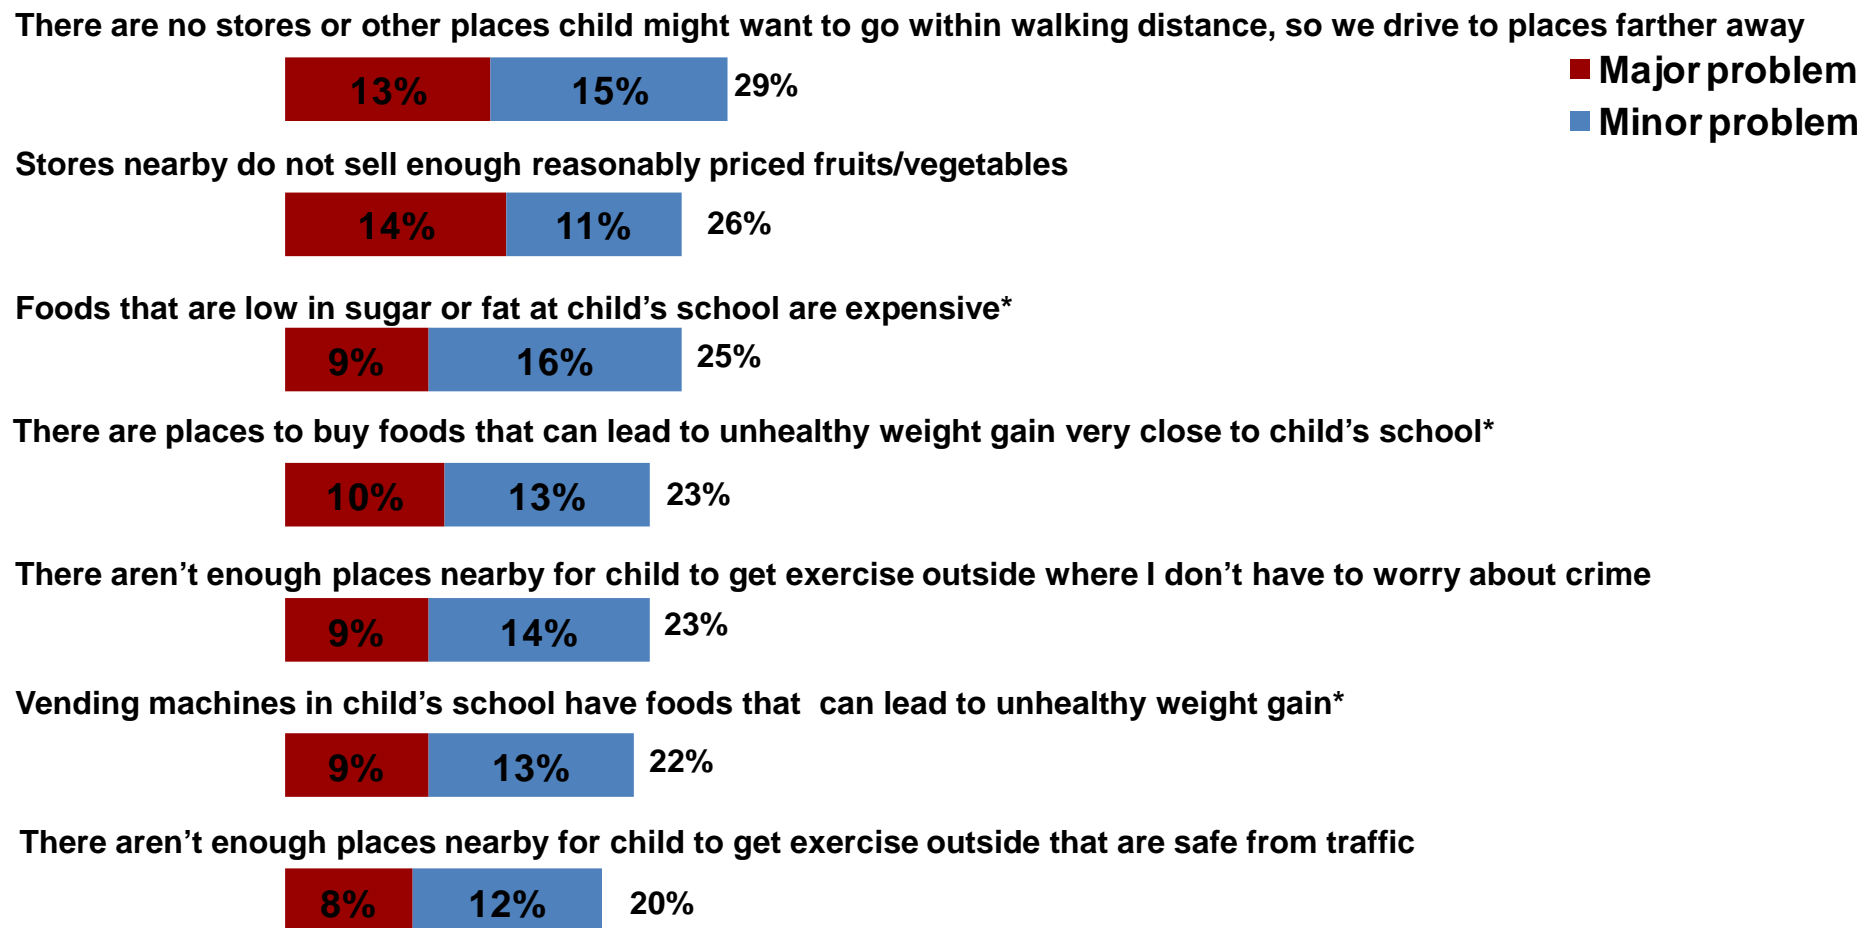 There are no stores or other places child might want to go within walking distance, so we drive to places farther away
13% 15% 29%
Major problem
Minor problem
Stores nearby do not sell enough reasonably priced fruits/vegetables
14% 11% 26%
Foods that are low in sugar or fat at child’s school are expensive*
9% 16% 25%
There are places to buy foods that can lead to unhealthy weight gain very close to child’s school*
10% 13% 23%
There aren’t enough places nearby for child to get exercise outside where I don’t have to worry about crime
9% 14% 23%
Vending machines in child’s school have foods that  can lead to unhealthy weight gain*
9% 13% 22%
There aren’t enough places nearby for child to get exercise outside that are safe from traffic
8% 12% 20%